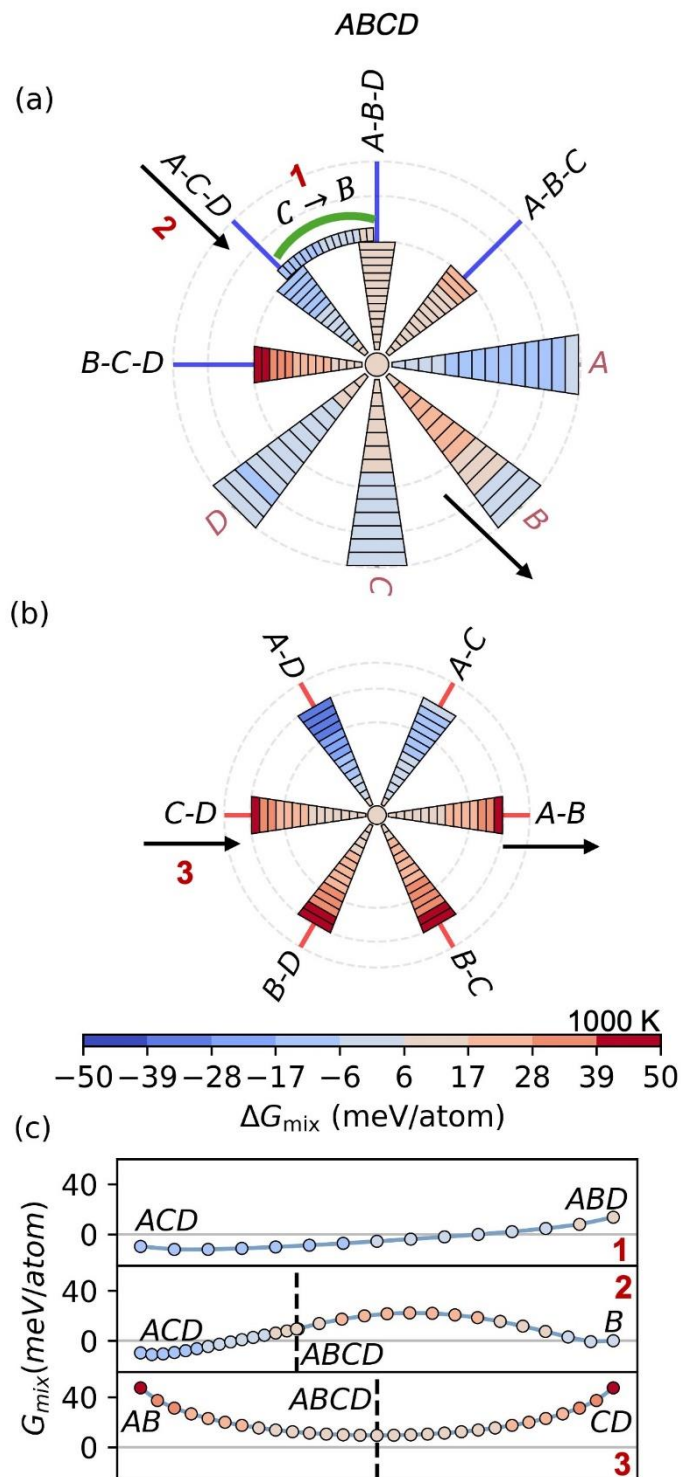 ABCD
(a)
A-B-D
A-C-D
1
C → B
A-B-C
2
B-C-D
A
D
B
C
(b)
A-D
A-C
C-D
A-B
3
B-D
B-C
1000 K
−50 −39 −28 −17 −6 6 17 28 39 50
ΔGmix (meV/atom)
(c)
Gmix(meV/atom)
40
0
ACD
ABD
1
40
0
ACD
ABCD
B
2
40
0
AB
ABCD
CD
3